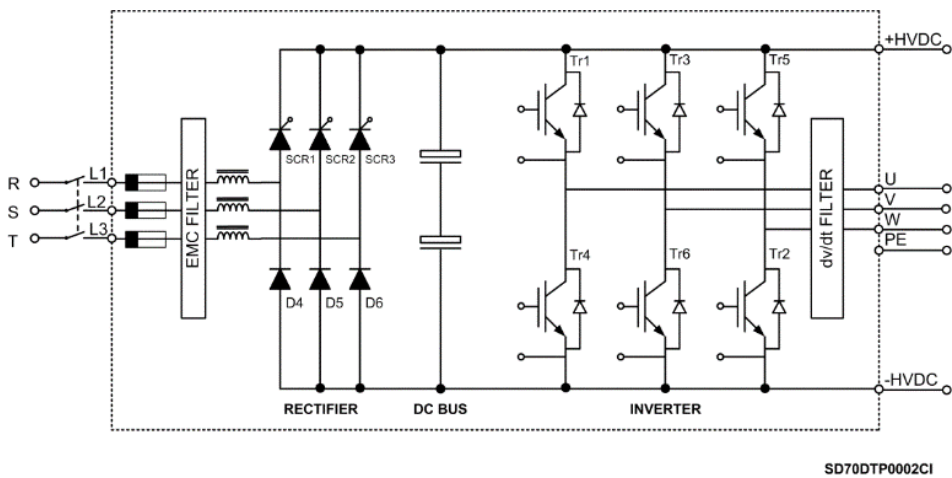 +HVDC
Tr1
Tr3
Tr5
SCR1
SCR2
SCR3
R
L1
S
L2
T
L3
EMC FILTER
dv/dt FILTER
U
V
W
PE
Tr4
Tr6
Tr2
D4
D5
D6
-HVDC
RECTIFIER
DC BUS
INVERTER
SD70DTP0002CI